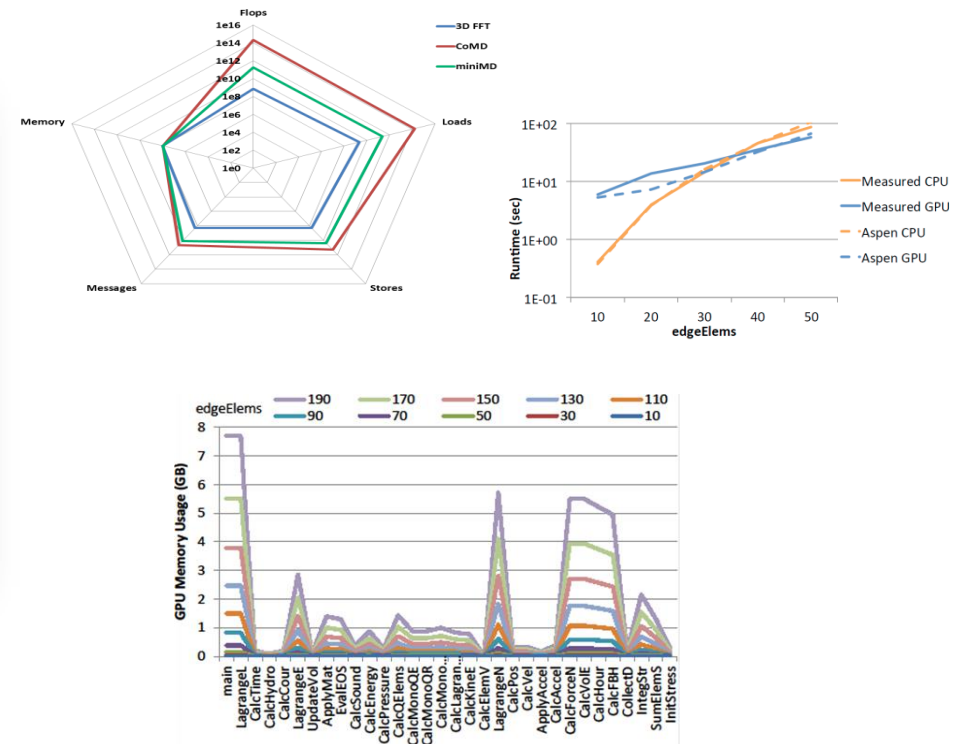 Flops
1e16
1e14
1e12
1e10
1e8
1e6
1e4
1e2
1e0
Memory
Loads
Messages
Stores
3D FFT
CoMD
miniMD
1E+02
1E+01
1E+00
1E-01
Runtime (sec)
10 20 30 40 50
edgeElems
Measured CPU
Measured GPU
Aspen CPU
Aspen GPU
edgeElems
190 170 150 130 110
90 70 50 30 10
GPU Memory Usage (GB)
8
7
6
5
4
3
2
1
0
main
LagrangeL
CalcTime
CalcHydro
CalcCour
LagrangeE
UpdateVol
ApplyMat
EvalEOS
CalcSound
CalcEnergy
CalcPressure
CalcQElems
CalcMonoQE
CalcMonoQR
CalcMono...
CalcLagran...
CalcKineE
CalcElemV
LagrangeN
CalcPos
CalcVel
ApplyAccel
CalcAccel
CalcForceN
CalcVolE
CalcHour
CalcFBH
CollectD
IntegStr
SumElemS
InitStress